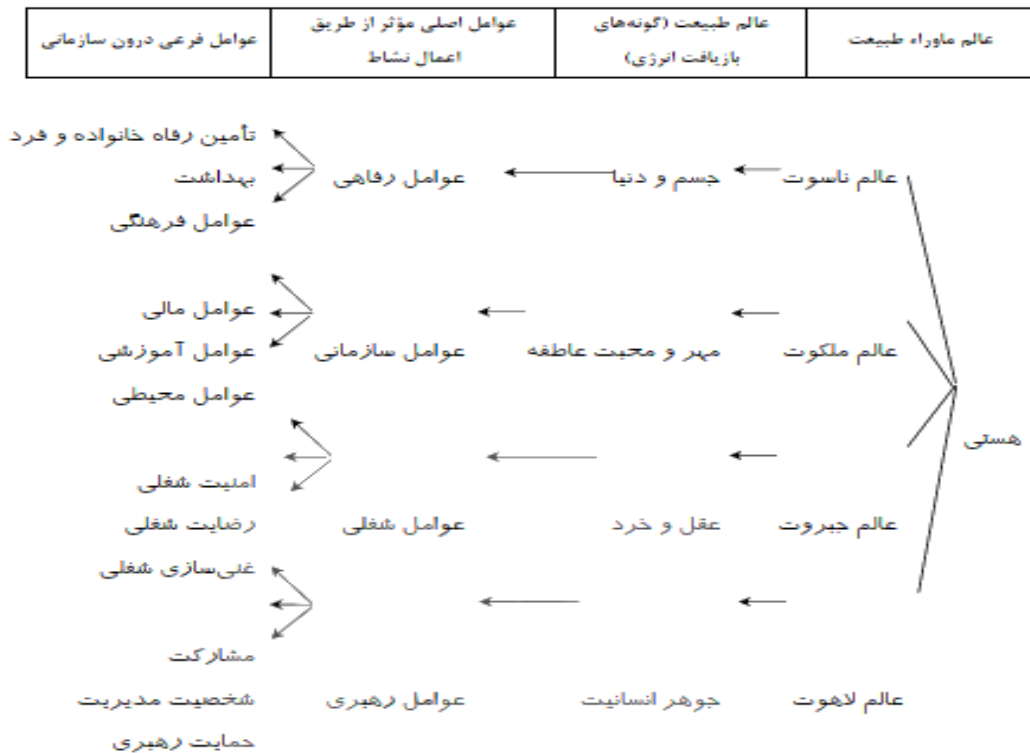 عالم ماوراء طبیعت
عالم طبیعت (گونه‌های
بازیافت انرژی)
عوامل اصلی مؤثر از طریق
اعمال نشاط
عوامل فرعی درون سازمانی
هستی
عالم ناسوت
جسم و دنیا
عوامل رفاهی
تأمین رفاه خانواده و فرد
بهداشت
عوامل فرهنگی
عالم ملکوت
مهر و محبت عاطفه
عوامل سازمانی
عوامل مالی
عوامل آموزشی
عوامل محیطی
عالم جبروت
عقل و خرد
عوامل شغلی
امنیت شغلی
رضایت شغلی
غنی‌سازی شغلی
عالم لاهوت
جوهر انسانیت
عوامل رهبری
مشارکت
شخصیت مدیریت
حمایت رهبری